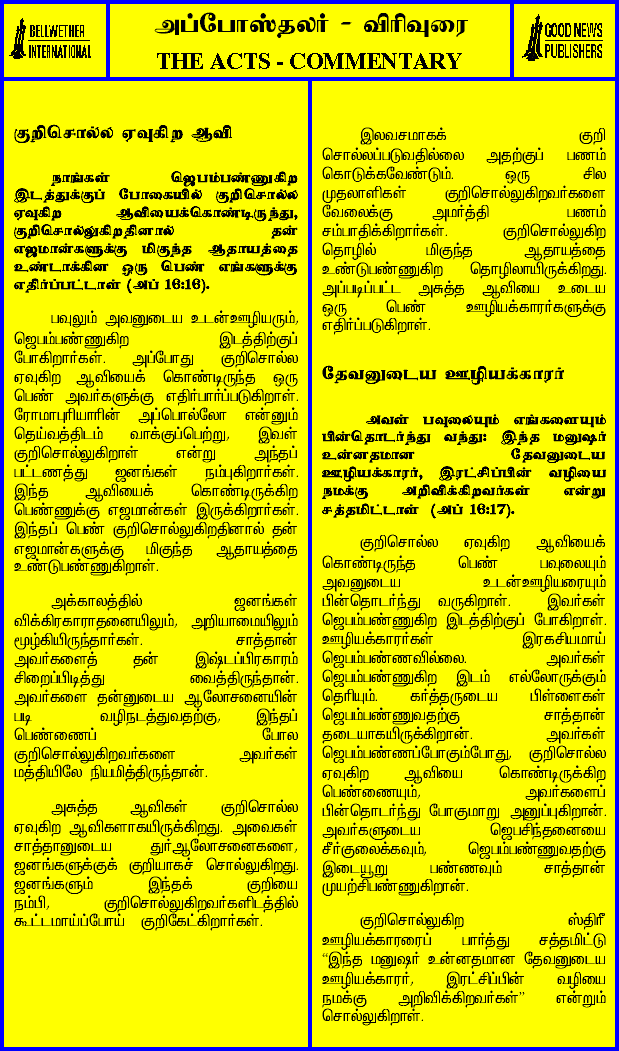 BELLWETHER
INTERNATIONAL
அப்போஸ்தலர் - விரிவுரை
THE ACTS - COMMENTARY
GOOD NEWS
PUBLISHERS
குறிசொல்ல ஏவுகிற ஆவி
நாங்கள் ஜெபம்பண்ணுகிற
இடத்துக்குப் போகையில் குறிசொல்ல
ஏவுகிற ஆவியைக்கொண்டிருந்து,
குறிசொல்லுகிறதினால் தன்
எஜமான்களுக்கு மிகுந்த ஆதாயத்தை
உண்டாக்கின ஒரு பெண் எங்களுக்கு
எதிர்ப்பட்டாள் (அப் 16:16).
பவுலும் அவனுடைய உடன்ஊழியரும்,
ஜெபம்பண்ணுகிற இடத்திற்குப்
போகிறார்கள். அப்போது குறிசொல்ல
ஏவுகிற ஆவியைக் கொண்டிருந்த ஒரு
பெண் அவர்களுக்கு எதிர்பார்ப்படுகிறாள்.
ரோமாபுரியாரின் அப்பொல்லோ என்னும்
தெய்வத்திடம் வாக்குப்பெற்று, இவள்
குறிசொல்லுகிறாள் என்று அந்தப்
பட்டணத்து ஜனங்கள் நம்புகிறார்கள்.
இந்த ஆவியைக் கொண்டிருக்கிற
பெண்ணுக்கு எஜமான்கள் இருக்கிறார்கள்.
இந்தப் பெண் குறிசொல்லுகிறதினால் தன்
எஜமான்களுக்கு மிகுந்த ஆதாயத்தை
உண்டுபண்ணுகிறாள்.
அக்காலத்தில் ஜனங்கள்
விக்கிரகாராதனையிலும், அறியாமையிலும்
மூழ்கியிருந்தார்கள். சாத்தான்
அவர்களைத் தன் இஷ்டப்பிரகாரம்
சிறைப்பிடித்து வைத்திருந்தான்.
அவர்களை தன்னுடைய ஆலோசனையின்
படி வழிநடத்துவதற்கு, இந்தப்
பெண்ணைப் போல
குறிசொல்லுகிறவர்களை அவர்கள்
மத்தியிலே நியமித்திருந்தான்.
அசுத்த ஆவிகள் குறிசொல்ல
ஏவுகிற ஆவிகளாகயிருக்கிறது. அவைகள்
சாத்தானுடைய துர்ஆலோசனைகளை,
ஜனங்களுக்குக் குறியாகச் சொல்லுகிறது.
ஜனங்களும் இந்தக் குறியை
நம்பி, குறிசொல்லுகிறவர்களிடத்தில்
கூட்டமாய்ப்போய் குறிகேட்கிறார்கள்.
இலவசமாகக் குறி
சொல்லப்படுவதில்லை அதற்குப் பணம்
கொடுக்கவேண்டும். ஒரு சில
முதலாளிகள் குறிசொல்லுகிறவர்களை
வேலைக்கு அமர்த்தி பணம்
சம்பாதிக்கிறார்கள். குறிசொல்லுகிற
தொழில் மிகுந்த ஆதாயத்தை
உண்டுபண்ணுகிற தொழிலாயிருக்கிறது.
அப்படிப்பட்ட அசுத்த ஆவியை உடைய
ஒரு பெண் ஊழியக்காரர்களுக்கு
எதிர்ப்படுகிறாள்.
தேவனுடைய ஊழியக்காரர்
அவள் பவுலையும் எங்களையும்
பின்தொடர்ந்து வந்து: இந்த மனுஷர்
உன்னதமான தேவனுடைய
ஊழியக்காரர், இரட்சிப்பின் வழியை
நமக்கு அறிவிக்கிறவர்கள் என்று
சத்தமிட்டாள் (அப் 16:17).
குறிசொல்ல ஏவுகிற ஆவியைக்
கொண்டிருந்த பெண் பவுலையும்
அவனுடைய உடன்ஊழியரையும்
பின்தொடர்ந்து வருகிறாள். இவர்கள்
ஜெபம்பண்ணுகிற இடத்திற்குப் போகிறாள்.
ஊழியக்காரர்கள் இரகசியமாய்
ஜெபம்பண்ணவில்லை. அவர்கள்
ஜெபம்பண்ணுகிற இடம் எல்லோருக்கும்
தெரியும். கர்த்தருடைய பிள்ளைகள்
ஜெபம்பண்ணுவதற்கு சாத்தான்
தடையாகயிருக்கிறான். அவர்கள்
ஜெபம்பண்ணப்போகும்போது, குறிசொல்ல
ஏவுகிற ஆவியை கொண்டிருக்கிற
பெண்ணையும், அவர்களைப்
பின்தொடர்ந்து போகுமாறு அனுப்புகிறான்.
அவர்களுடைய ஜெபசிந்தனையை
சீர்குலைக்கவும், ஜெபம்பண்ணுவதற்கு
இடையூறு பண்ணவும் சாத்தான்
முயற்சிபண்ணுகிறான்.
குறிசொல்லுகிற ஸ்திரீ
ஊழியக்காரரைப் பார்த்து சத்தமிட்டு
“இந்த மனுஷர் உன்னதமான தேவனுடைய
ஊழியக்காரர், இரட்சிப்பின் வழியை
நமக்கு அறிவிக்கிறவர்கள்” என்றும்
சொல்லுகிறாள்.